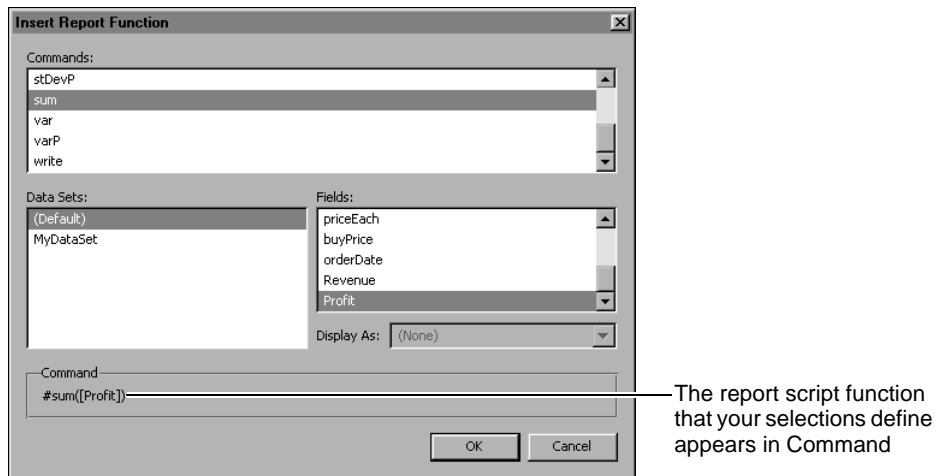 Insert Report Function
Commands:
stDevP
sum
var
varP
write
Data Sets:
(Default)
MyDataSet
Fields:
priceEach
buyPrice
orderDate
Revenue
Profit
Display As: (None)
Command
#sum([Profit])
The report script function
that your selections define
appears in Command
OK Cancel